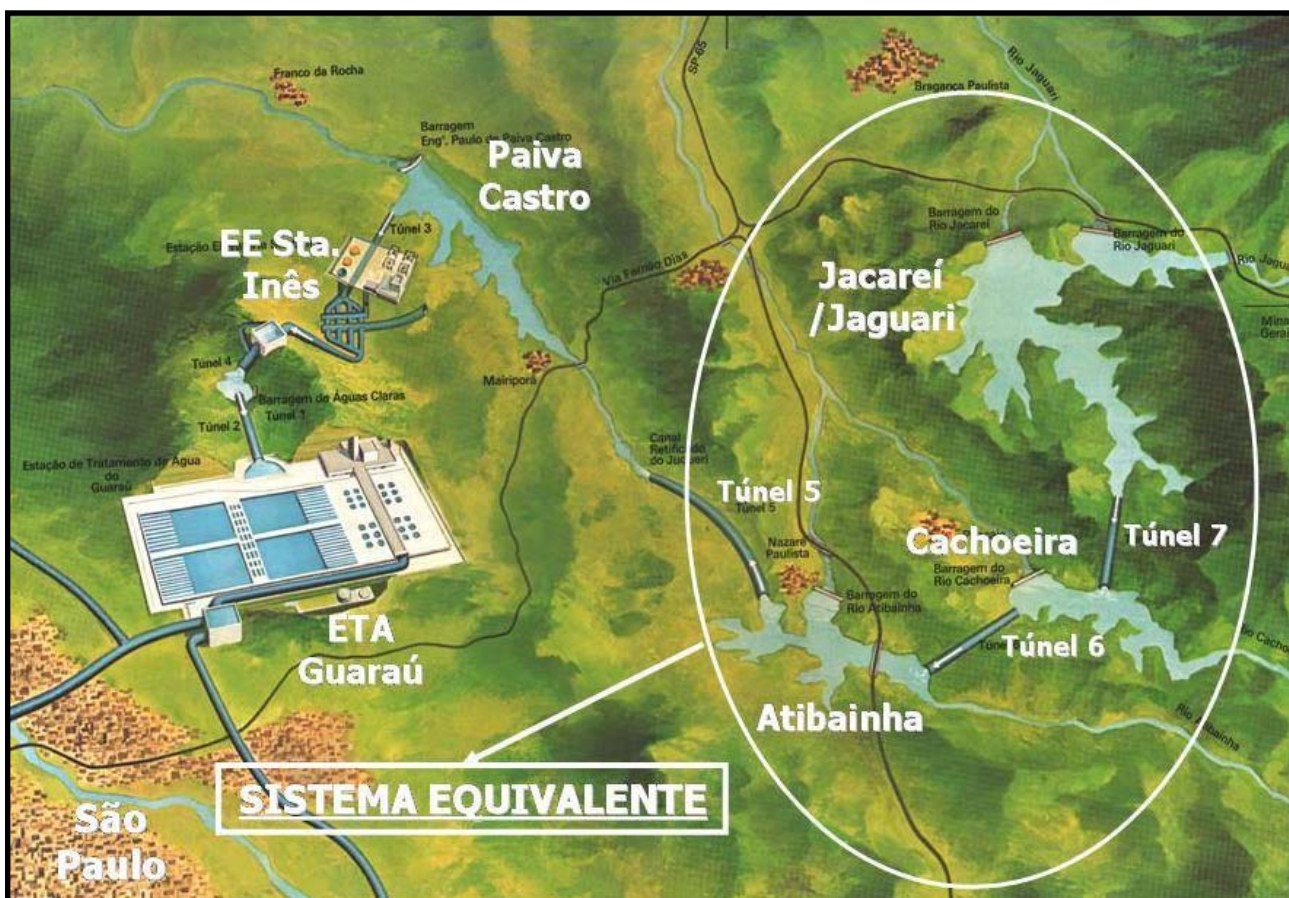 Franco da Rocha
SP-65
Rio Jaguari
Bragança Paulista
Barragem
Eng°. Paulo de Paiva Castro
Paiva
Castro
Túnel 3
EE Sta.
Inês
Barragem do
Rio Jacareí
Barragem do
Rio Jaguari
Jacareí
/Jaguari
Via Fernão Dias
Túnel 4
Mairiporã
Barragem de Águas Claras
Túnel 1
Túnel 2
Estação de Tratamento de Água
do
Guaraú
Canal
Retificado
do Juqueri
Túnel 5
Túnel 5
Nazaré
Paulista
Cachoeira
Túnel 7
Barragem do
Rio Cachoeira
Barragem do
Rio Atibainha
Túnel 6
ETA
Guaraú
Atibainha
Rio Atibainha
SISTEMA EQUIVALENTE
São
Paulo